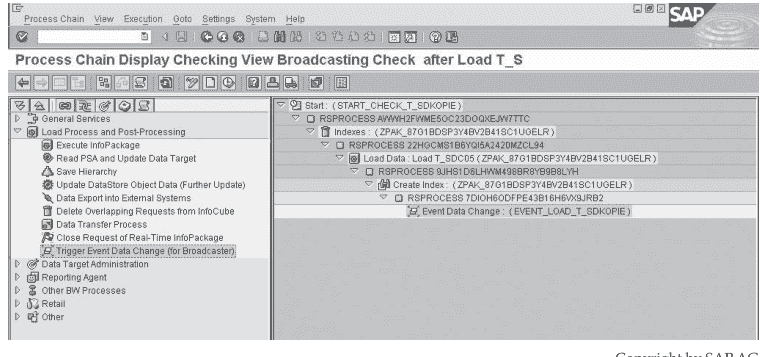 Process Chain View Execution Goto Settings System Help
SAP
Process Chain Display Checking View Broadcasting Check after Load T_S
General Services
Load Process and Post-Processing
Execute InfoPackage
Read PSA and Update Data Target
Save Hierarchy
Update DataStore Object Data (Further Update)
Data Export into External Systems
Delete Overlapping Requests from InfoCube
Data Transfer Process
Close Request of Real-Time InfoPackage
Trigger Event Data Change (for Broadcaster)
Data Target Administration
Reporting Agent
Other BW Processes
Retail
Other
Start : (START_CHECK_T_SDKOPIE)
RSPROCESS AWWH2FWME5OC23DOQXEJW7TTC
Indexes : (ZPAK_87G1BDSP3Y4BV2B41SC1UGELR)
RSPROCESS 22HGCMS1B6YQI5A242DMZCL94
Load Data : Load T_SDC05 (ZPAK_87G1BDSP3Y4BV2B41SC1UGELR)
RSPROCESS 9JHS1D6LHWM498BR8YB9B8LYH
Create Index : (ZPAK_87G1BDSP3Y4BV2B41SC1UGELR)
RSPROCESS 7DIOH6ODFPE43B16H6VX9JRB2
Event Data Change : (EVENT_LOAD_T_SDKOPIE)
Copyright by SAP AG